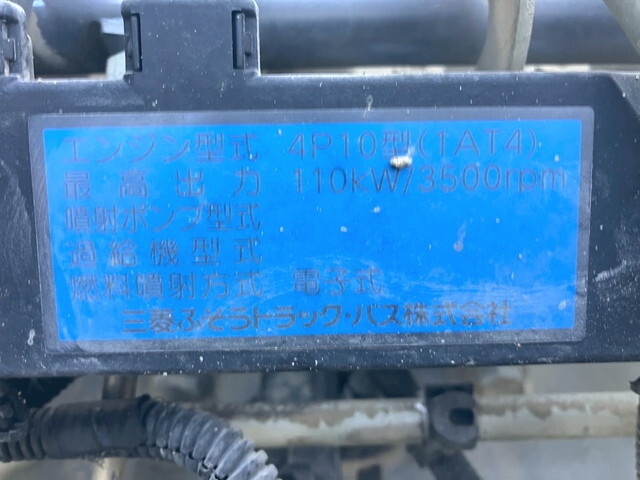 エンジン型式 4P10型(1AT4)
最高出力 110kW/3500rpm
噴射ポンプ型式
過給機型式
燃料噴射方式 電子式
三菱ふそうトラック・バス株式会社